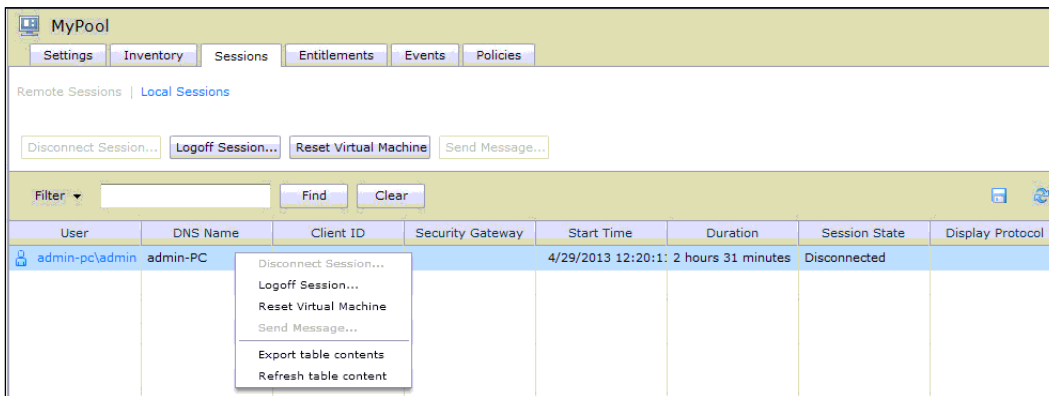 MyPool
Settings Inventory Sessions Entitlements Events Policies
Remote Sessions | Local Sessions
Disconnect Session... Logoff Session... Reset Virtual Machine Send Message...
Filter Find Clear
User DNS Name Client ID Security Gateway Start Time Duration Session State Display Protocol
admin-pc\admin admin-PC 4/29/2013 12:20:1 2 hours 31 minutes Disconnected
Disconnect Session...
Logoff Session...
Reset Virtual Machine
Send Message...
Export table contents
Refresh table content